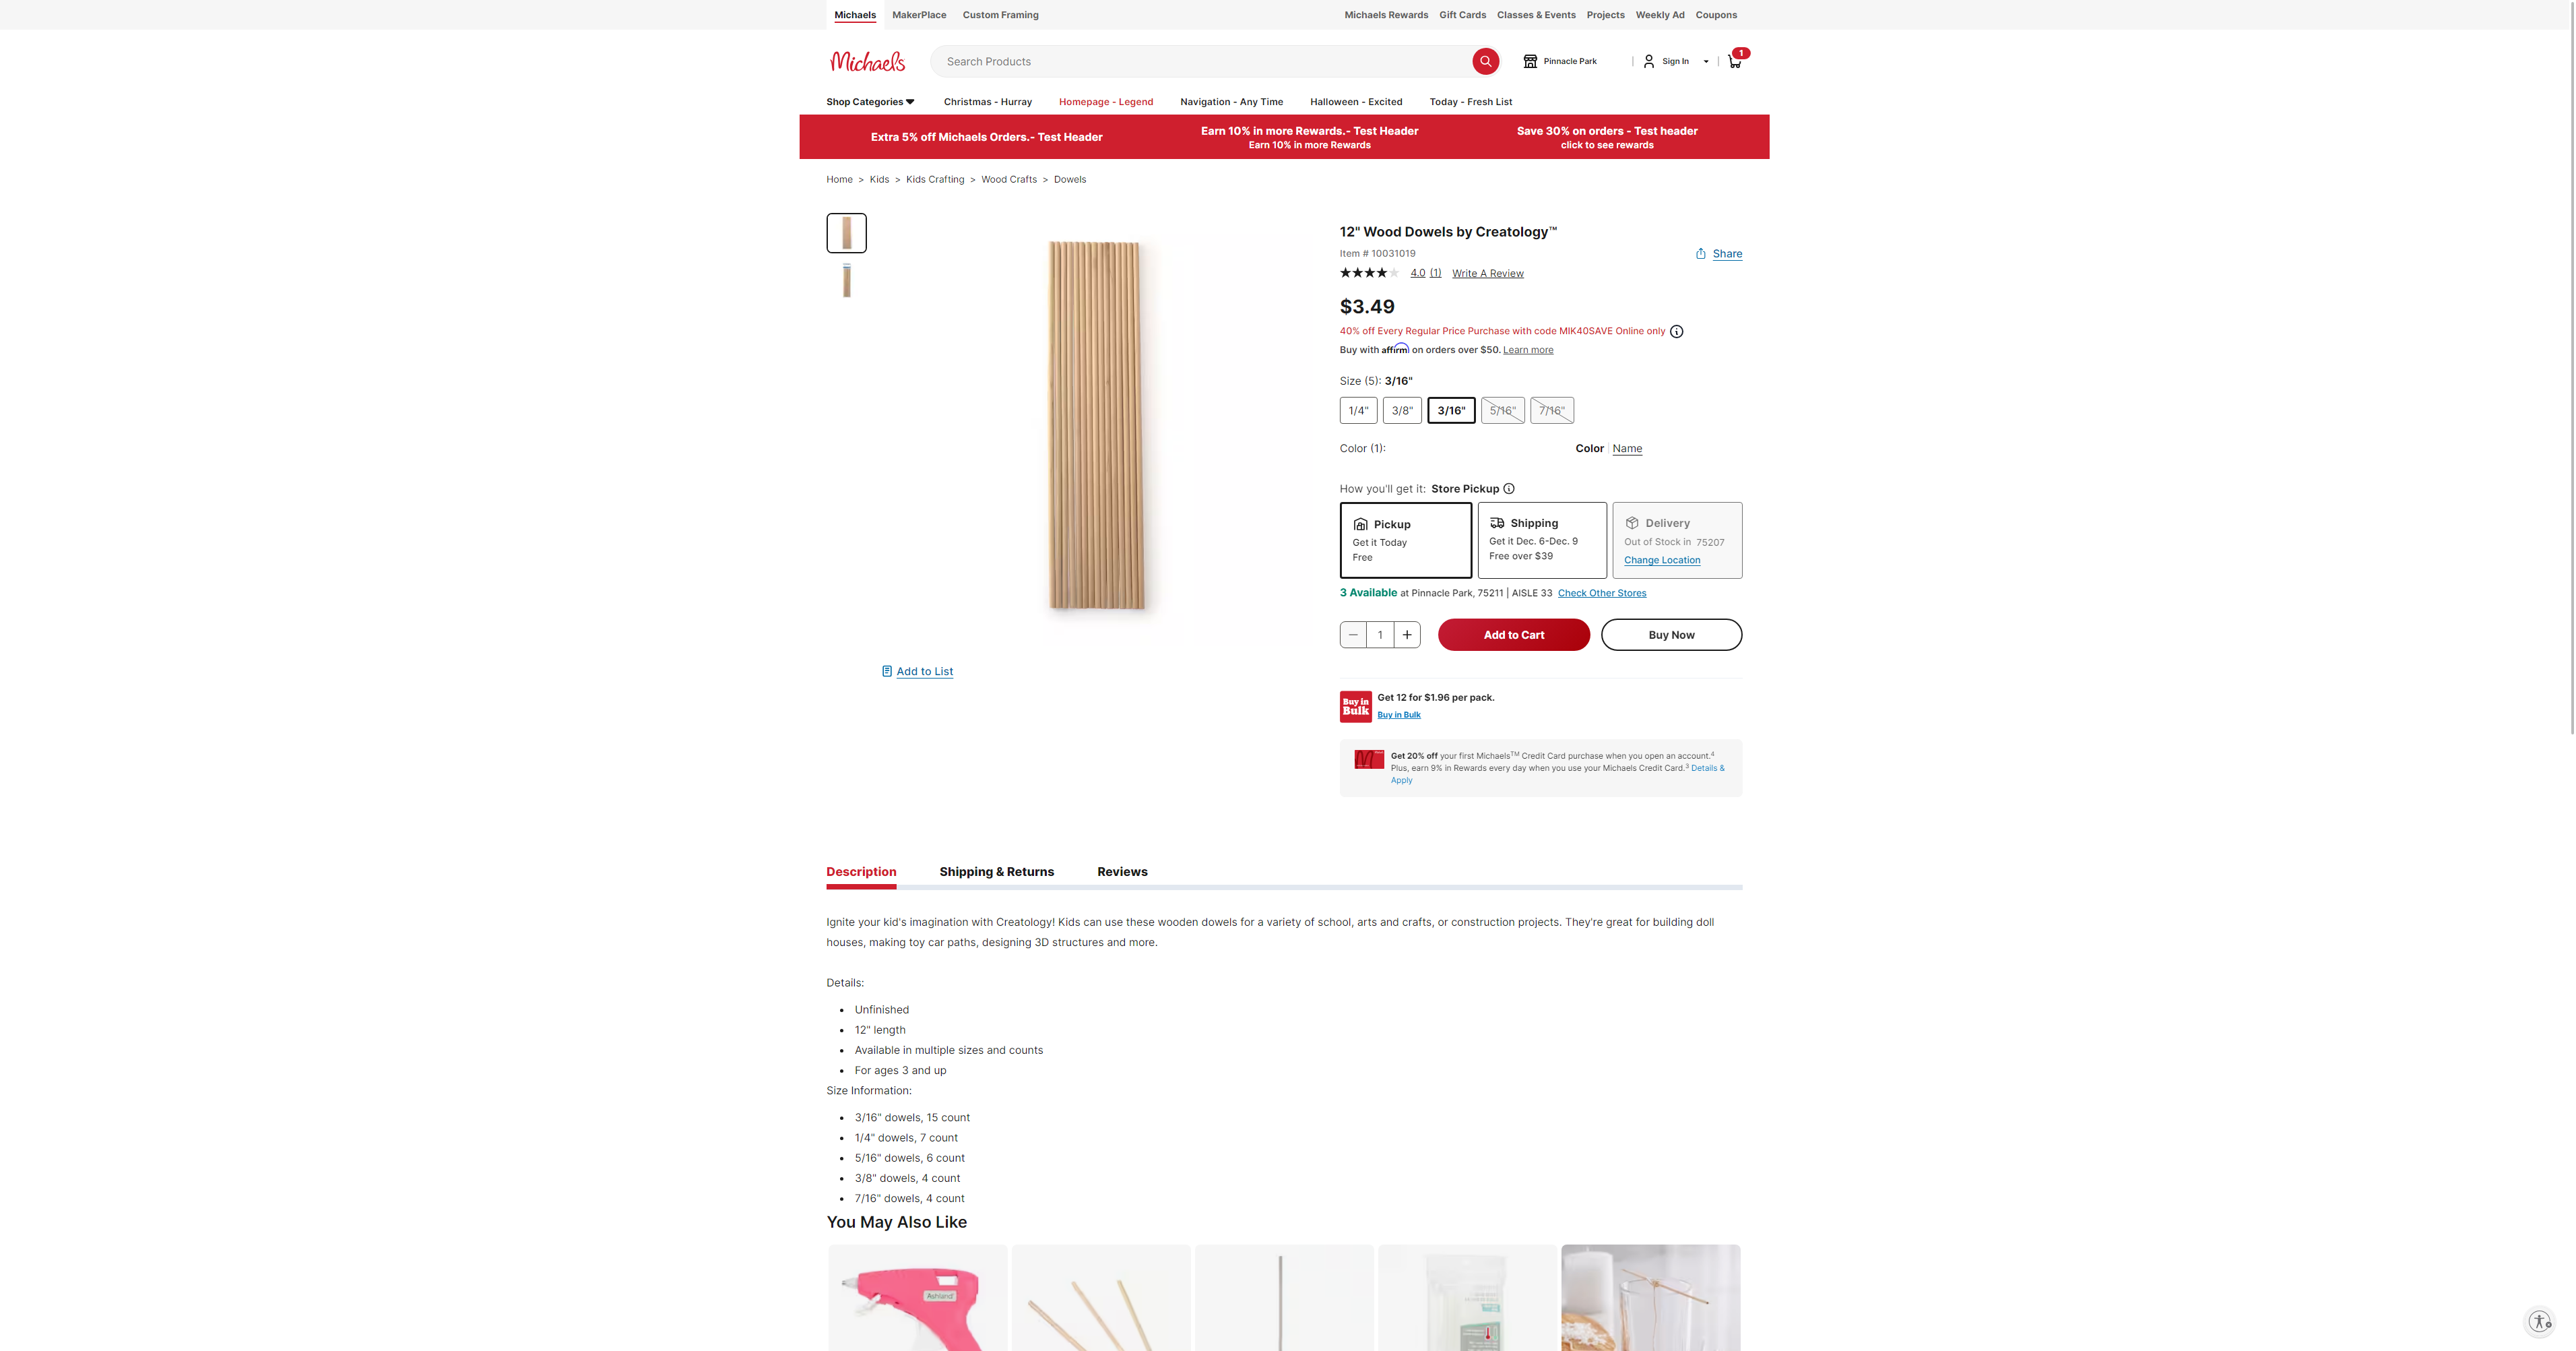 Michaels MakerPlace Custom Framing Michaels Rewards Gift Cards Classes & Events Projects Weekly Ad Coupons
Michaels Search Products Pinnacle Park | Sign In | 1
Shop Categories Christmas - Hurray Homepage - Legend Navigation - Any Time Halloween - Excited Today - Fresh List
Extra 5% off Michaels Orders.- Test Header
Earn 10% in more Rewards.- Test Header
Earn 10% in more Rewards
Save 30% on orders - Test header
click to see rewards
Home > Kids > Kids Crafting > Wood Crafts > Dowels
12" Wood Dowels by Creatology™
Item # 10031019 Share
4.0 (1) Write A Review
$3.49
40% off Every Regular Price Purchase with code MIK40SAVE Online only
Buy with affirm on orders over $50. Learn more
Size (5): 3/16"
1/4" 3/8" 3/16" 5/16" 7/16"
Color (1): Color | Name
How you'll get it: Store Pickup
Pickup
Get it Today
Free
Shipping
Get it Dec. 6-Dec. 9
Free over $39
Delivery
Out of Stock in 75207
Change Location
3 Available at Pinnacle Park, 75211 | AISLE 33 Check Other Stores
1 Add to Cart Buy Now
Add to List
Buy in Bulk
Get 12 for $1.96 per pack.
Buy in Bulk
Get 20% off your first Michaels™ Credit Card purchase when you open an account.⁴
Plus, earn 9% in Rewards every day when you use your Michaels Credit Card.³ Details &
Apply
Description Shipping & Returns Reviews
Ignite your kid's imagination with Creatology! Kids can use these wooden dowels for a variety of school, arts and crafts, or construction projects. They're great for building doll
houses, making toy car paths, designing 3D structures and more.
Details:
• Unfinished
• 12" length
• Available in multiple sizes and counts
• For ages 3 and up
Size Information:
• 3/16" dowels, 15 count
• 1/4" dowels, 7 count
• 5/16" dowels, 6 count
• 3/8" dowels, 4 count
• 7/16" dowels, 4 count
You May Also Like
Ashland